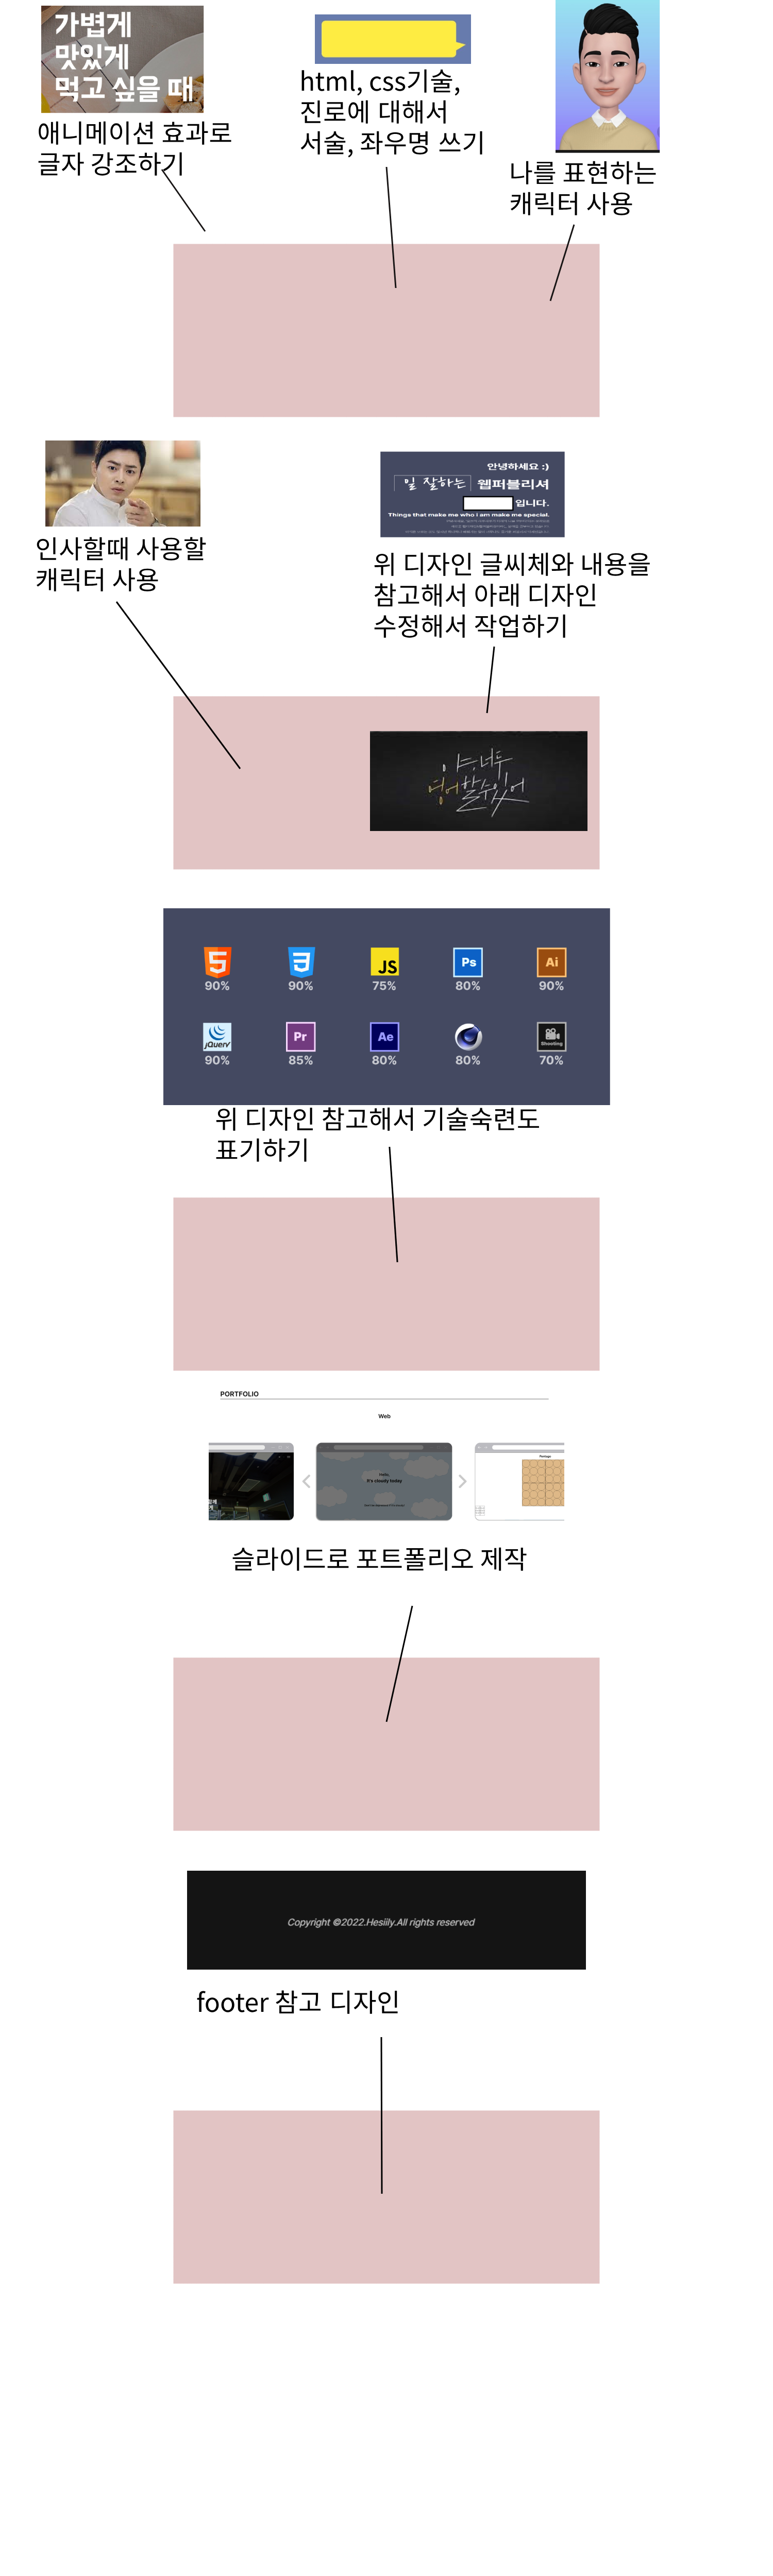 가볍게
맛있게
먹고 싶을 때
애니메이션 효과로
글자 강조하기
html, css기술,
진로에 대해서
서술, 좌우명 쓰기
나를 표현하는
캐릭터 사용
인사할때 사용할
캐릭터 사용
안녕하세요 :)
일 잘하는 웹퍼블리셔
입니다.
Things that make me who I am make me special.
위 디자인 글씨체와 내용을
참고해서 아래 디자인
수정해서 작업하기
야, 너두
영어할수있어
5 3 JS Ps Ai
90% 90% 75% 80% 90%
jQuery Pr Ae Shooting
90% 85% 80% 80% 70%
위 디자인 참고해서 기술숙련도
표기하기
PORTFOLIO
Web
Hello,
It's cloudy today
슬라이드로 포트폴리오 제작
Copyright ©2022.Hesiily.All rights reserved
footer 참고 디자인